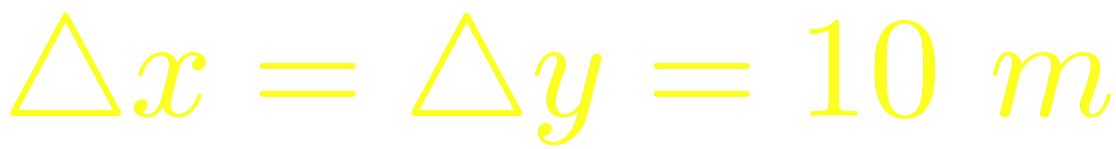 △x = △y = 10 m